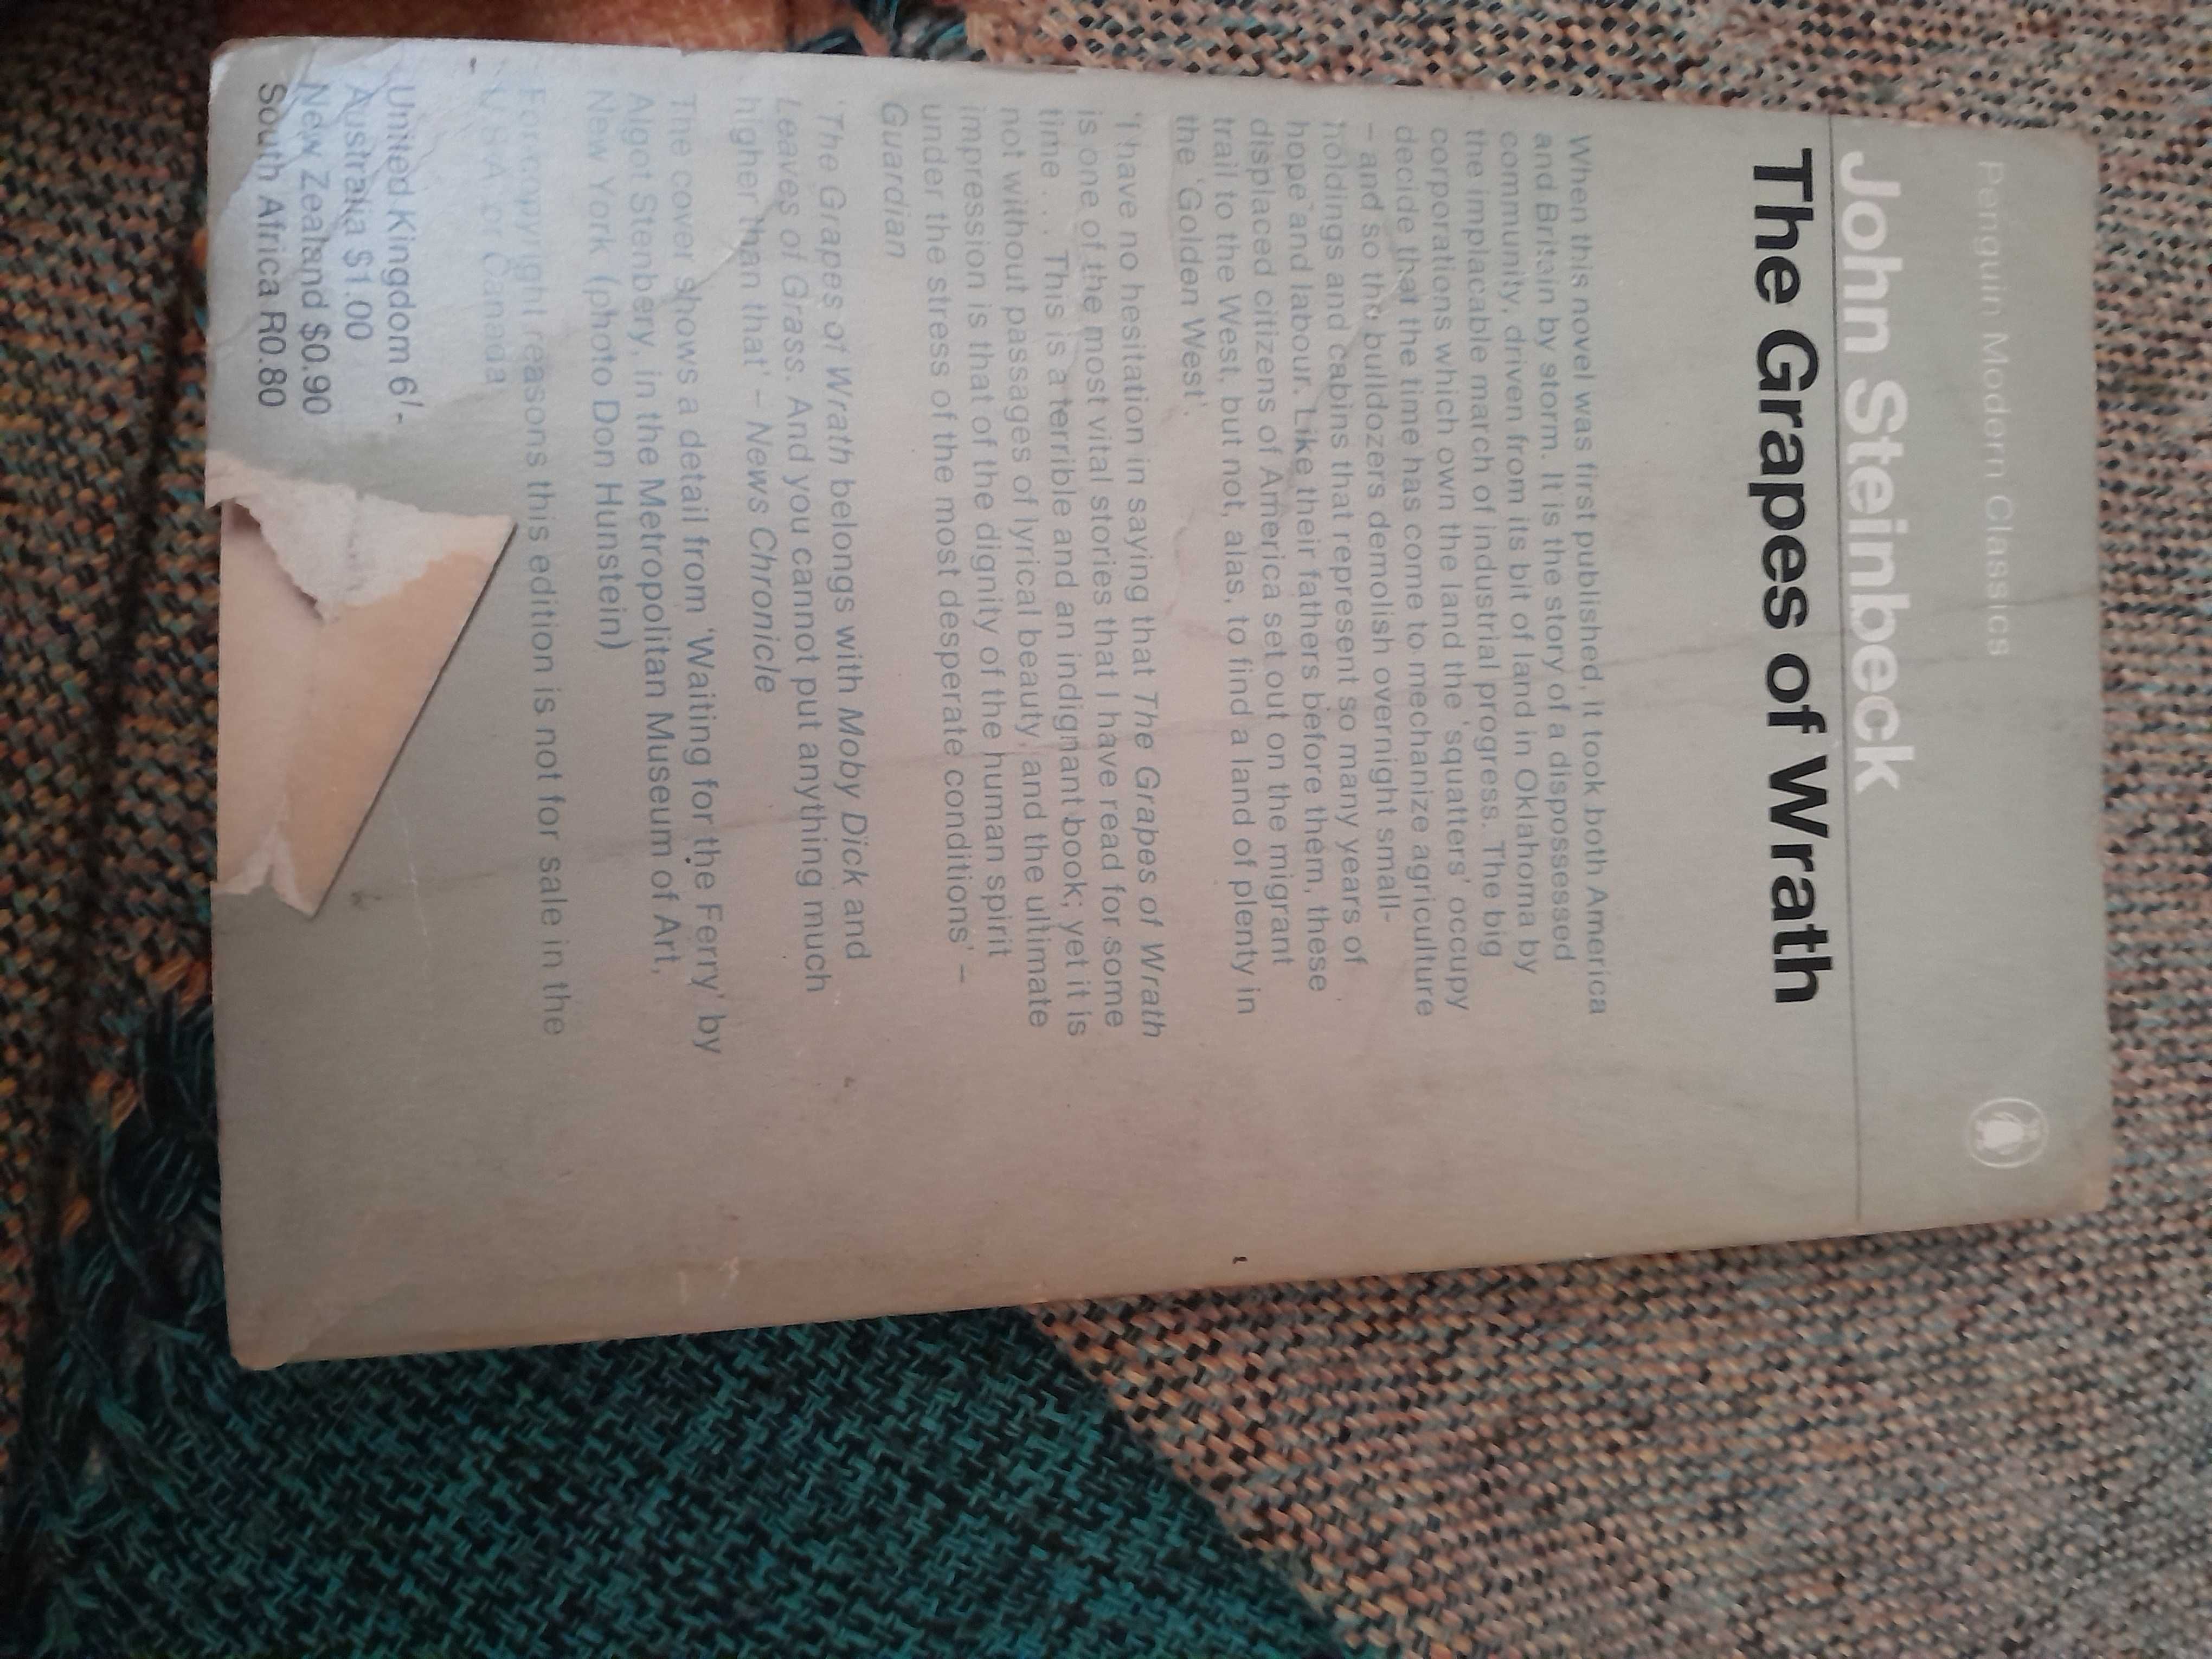 Penguin Modern Classics
John Steinbeck
The Grapes of Wrath
When this novel was first published, it took both America
and Britain by storm. It is the story of a dispossessed
community, driven from its bit of land in Oklahoma by
the implacable march of industrial progress. The big
corporations which own the land the 'squatters' occupy
decide that the time has come to mechanize agriculture
– and so the bulldozers demolish overnight small-
holdings and cabins that represent so many years of
hope and labour. Like their fathers before them, these
displaced citizens of America set out on the migrant
trail to the West, but not, alas, to find a land of plenty in
the 'Golden West'.
'I have no hesitation in saying that The Grapes of Wrath
is one of the most vital stories that I have read for some
time . . . This is a terrible and an indignant book; yet it is
not without passages of lyrical beauty, and the ultimate
impression is that of the dignity of the human spirit
under the stress of the most desperate conditions' –
Guardian
'The Grapes of Wrath belongs with Moby Dick and
Leaves of Grass. And you cannot put anything much
higher than that' – News Chronicle
The cover shows a detail from 'Waiting for the Ferry' by
Algot Stenbery, in the Metropolitan Museum of Art,
New York (photo Don Hunstein)
For copyright reasons this edition is not for sale in the
U.S.A. or Canada
United Kingdom 6'-
Australia $1.00
New Zealand $0.90
South Africa R0.80